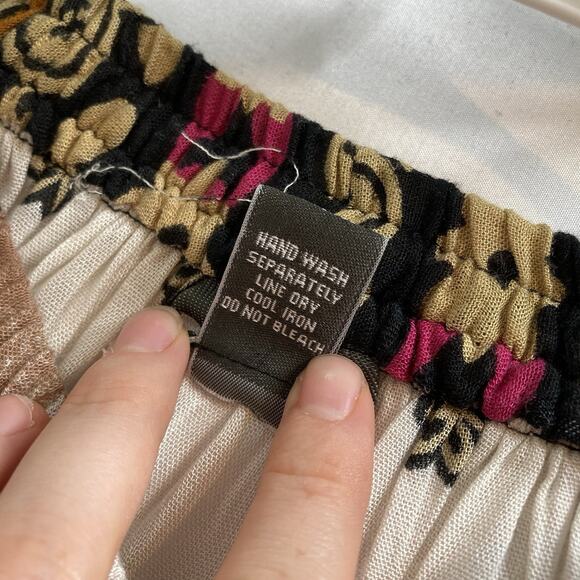 HAND WASH
SEPARATELY
LINE DRY
COOL IRON
DO NOT BLEACH